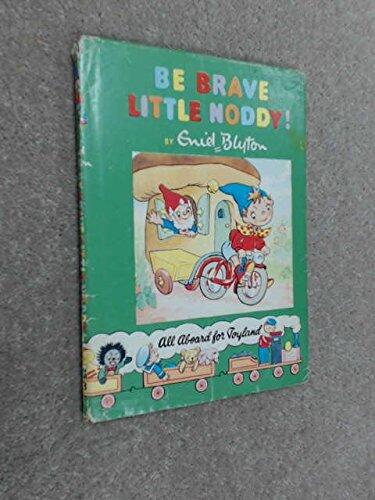 BE BRAVE
LITTLE NODDY!
BY Enid Blyton
All Aboard for Toyland